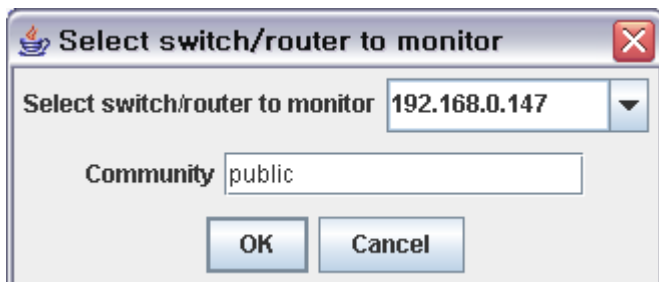 Select switch/router to monitor
Select switch/router to monitor 192.168.0.147
Community public
OK Cancel